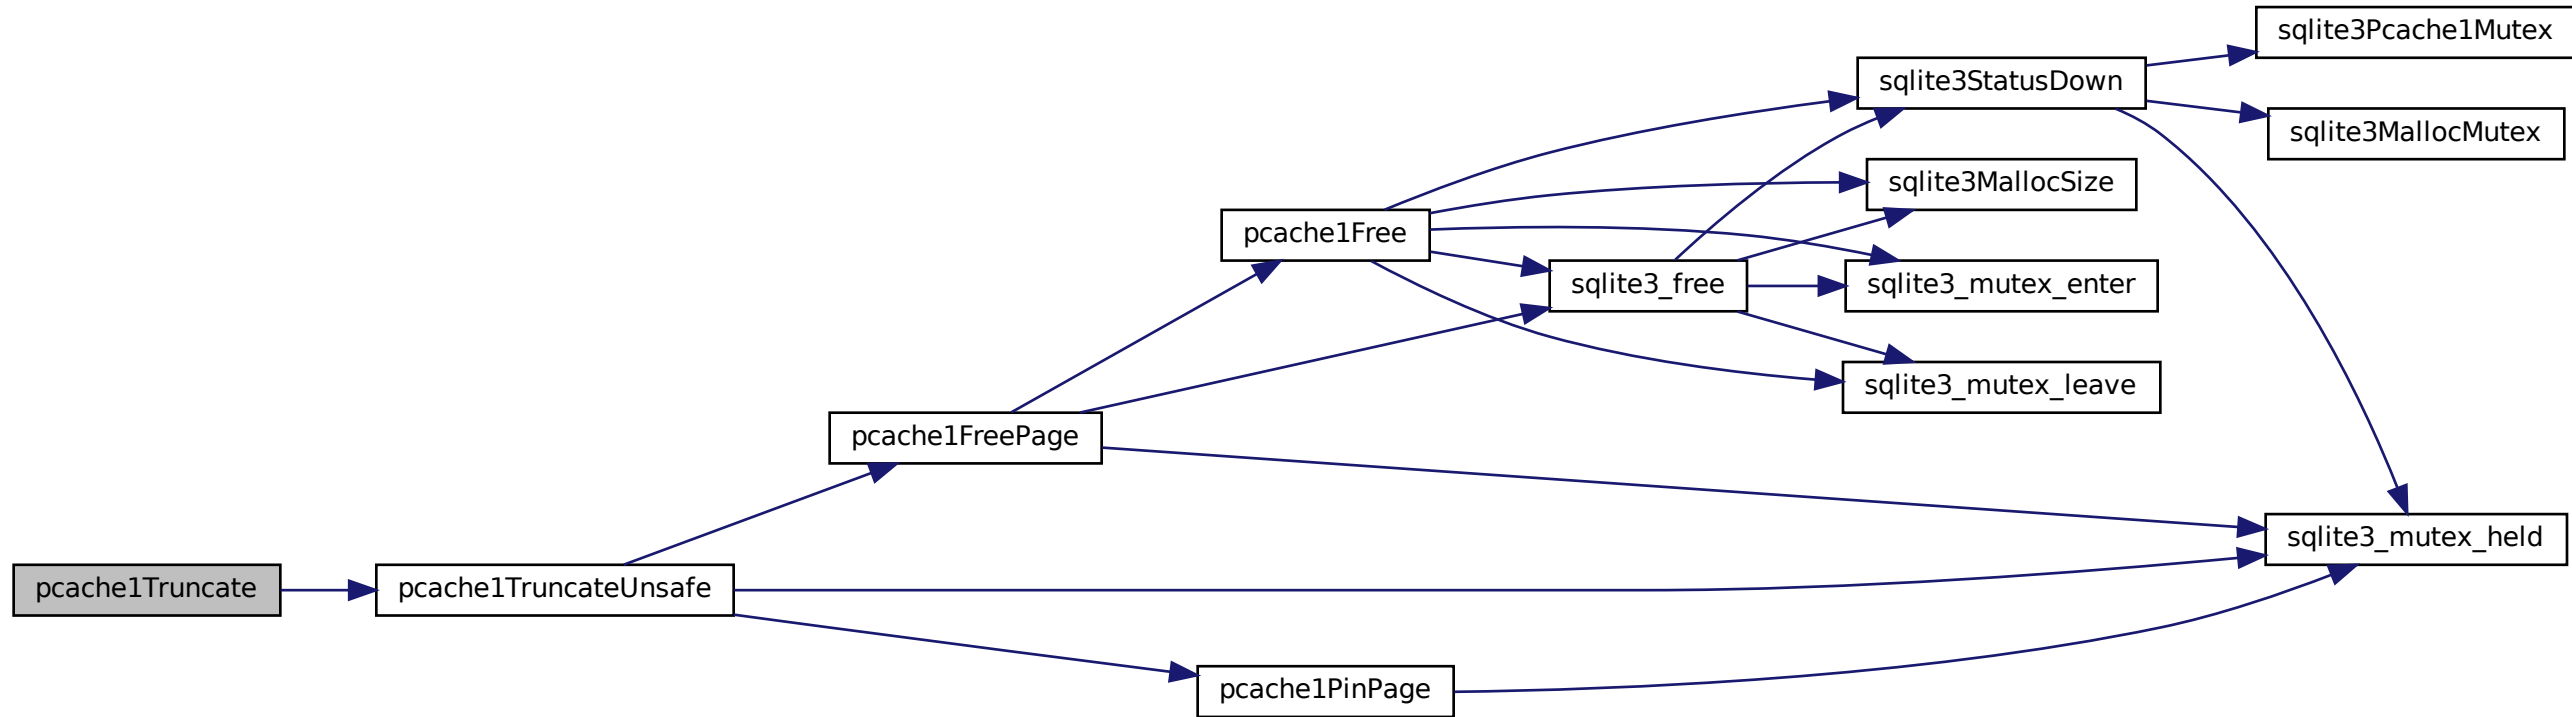 sqlite3Pcache1Mutex
sqlite3StatusDown
sqlite3MallocMutex
sqlite3MallocSize
pcache1Free
sqlite3_free
sqlite3_mutex_enter
sqlite3_mutex_leave
pcache1FreePage
sqlite3_mutex_held
pcache1Truncate
pcache1TruncateUnsafe
pcache1PinPage